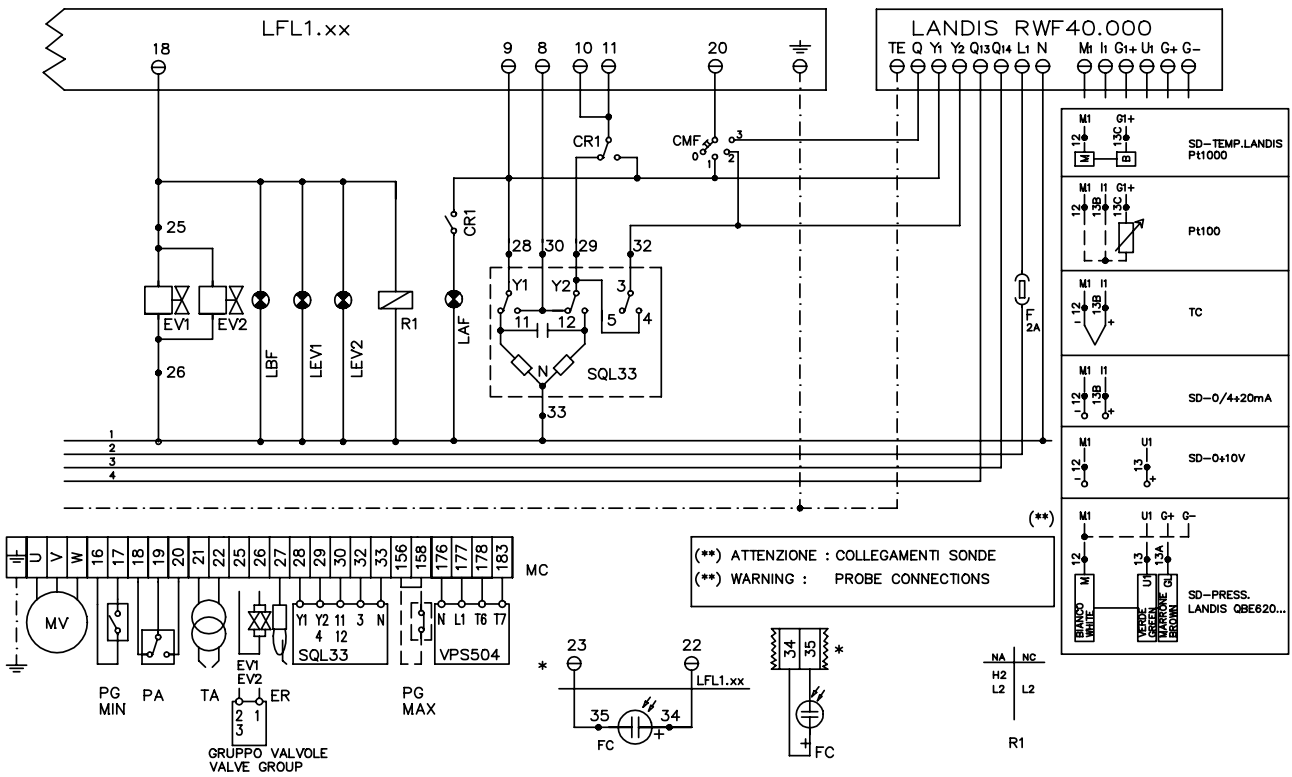 LFL1.xx
LANDIS RWF40.000
18 9 8 10 11 20
TE Q Y1 Y2 Q13 Q14 L1 N M1 I1 G1+ U1 G+ G-
M1 G1+
12 13C
M B
SD-TEMP.LANDIS
Pt1000
CR1
CMF 3
0 1 2
M1 I1 G1+
12 13B 13C
Pt100
25
CR1
28 30 29 32
Y1 Y2 3
11 12 5 4
EV1 EV2
LBF
LEV1
LEV2
R1
LAF
N
SQL33
F
2A
M1 I1
12 13B
- +
TC
26
33
M1 I1
12 13B
- +
SD-0/4÷20mA
1
2
3
4
M1 U1
12 13
- +
SD-0÷10V
(**)
M1 U1 G+ G-
12 13 13A
M U1 GL
BIANCO
WHITE
VERDE
GREEN
MARRONE
BROWN
SD-PRESS.
LANDIS QBE620...
U V W 16 17 18 19 20 21 22 25 26 27 28 29 30 32 33 156 158 176 177 178 183
MC
(**) ATTENZIONE : COLLEGAMENTI SONDE
(**) WARNING : PROBE CONNECTIONS
MV
Y1 Y2 11 3 N
4 12
SQL33
N L1 T6 T7
VPS504
EV1
EV2
PG
MIN
PA
TA
ER
PG
MAX
2 1
3
GRUPPO VALVOLE
VALVE GROUP
* 23 22
LFL1.xx
35 34
+
FC
34 35 *
+
FC
NA NC
H2
L2 L2
R1